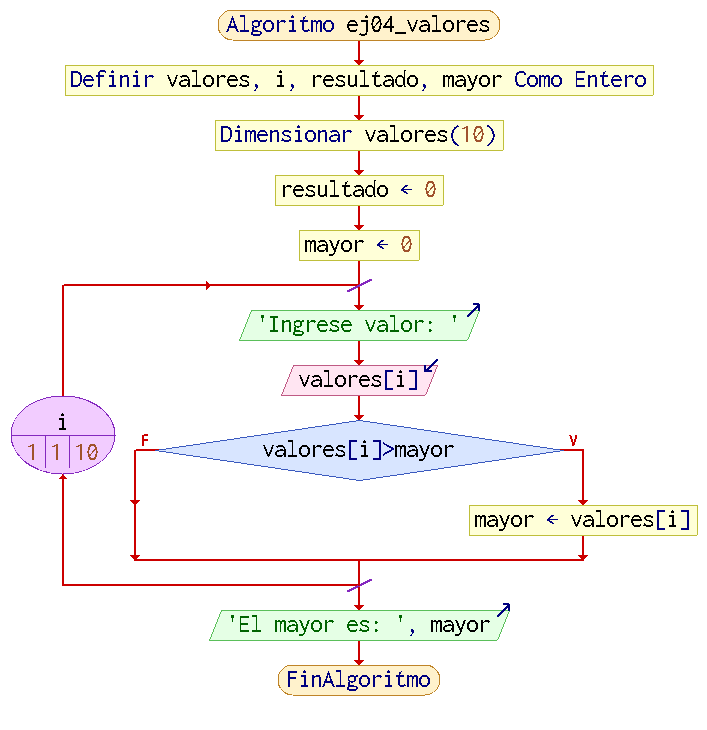 Algoritmo ej04_valores
Definir valores, i, resultado, mayor Como Entero
Dimensionar valores(10)
resultado ← 0
mayor ← 0
'Ingrese valor: '
valores[i]
i
1 1 10
F
valores[i]>mayor
V
mayor ← valores[i]
'El mayor es: ', mayor
FinAlgoritmo